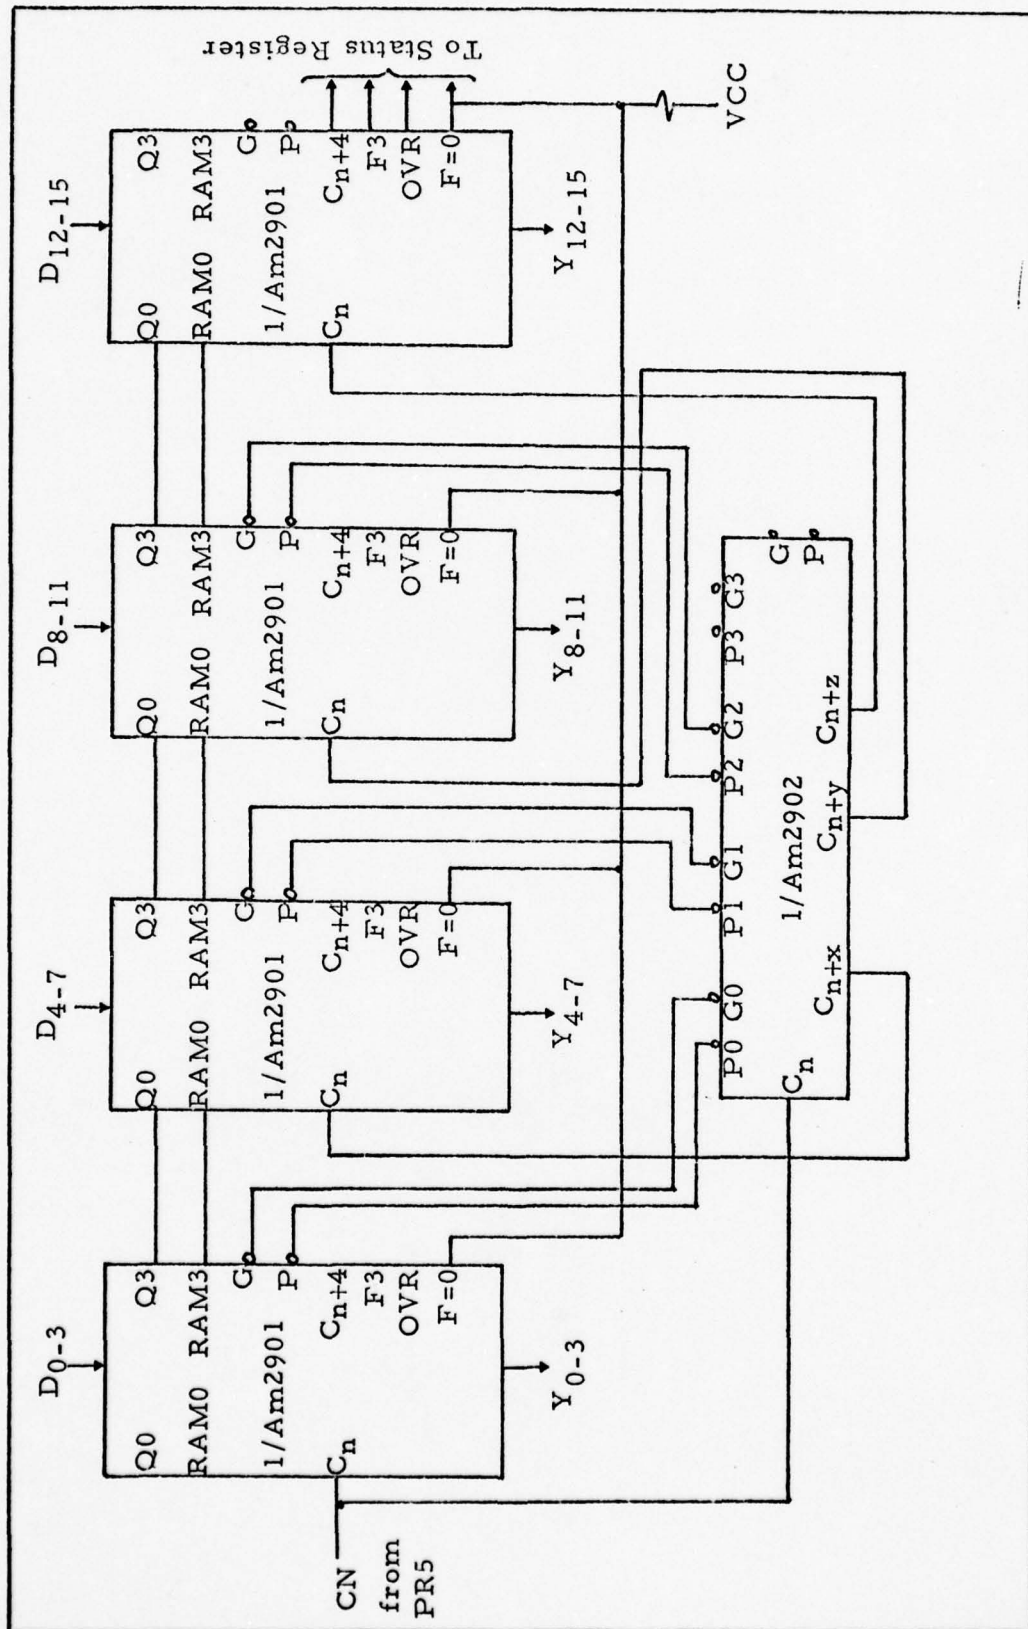 D0-3
D4-7
D8-11
D12-15
Q0 Q3
RAM0 RAM3
G
1/Am2901
P
Cn Cn+4
F3
OVR
F=0
Y0-3
Q0 Q3
RAM0 RAM3
G
1/Am2901
P
Cn Cn+4
F3
OVR
F=0
Y4-7
Q0 Q3
RAM0 RAM3
G
1/Am2901
P
Cn Cn+4
F3
OVR
F=0
Y8-11
Q0 Q3
RAM0 RAM3
G
1/Am2901
P
Cn Cn+4
F3
OVR
F=0
Y12-15
To Status Register
CN
from
PR5
P0 G0 P1 G1 P2 G2 P3 G3
G
Cn 1/Am2902 P
Cn+x Cn+y Cn+z
VCC